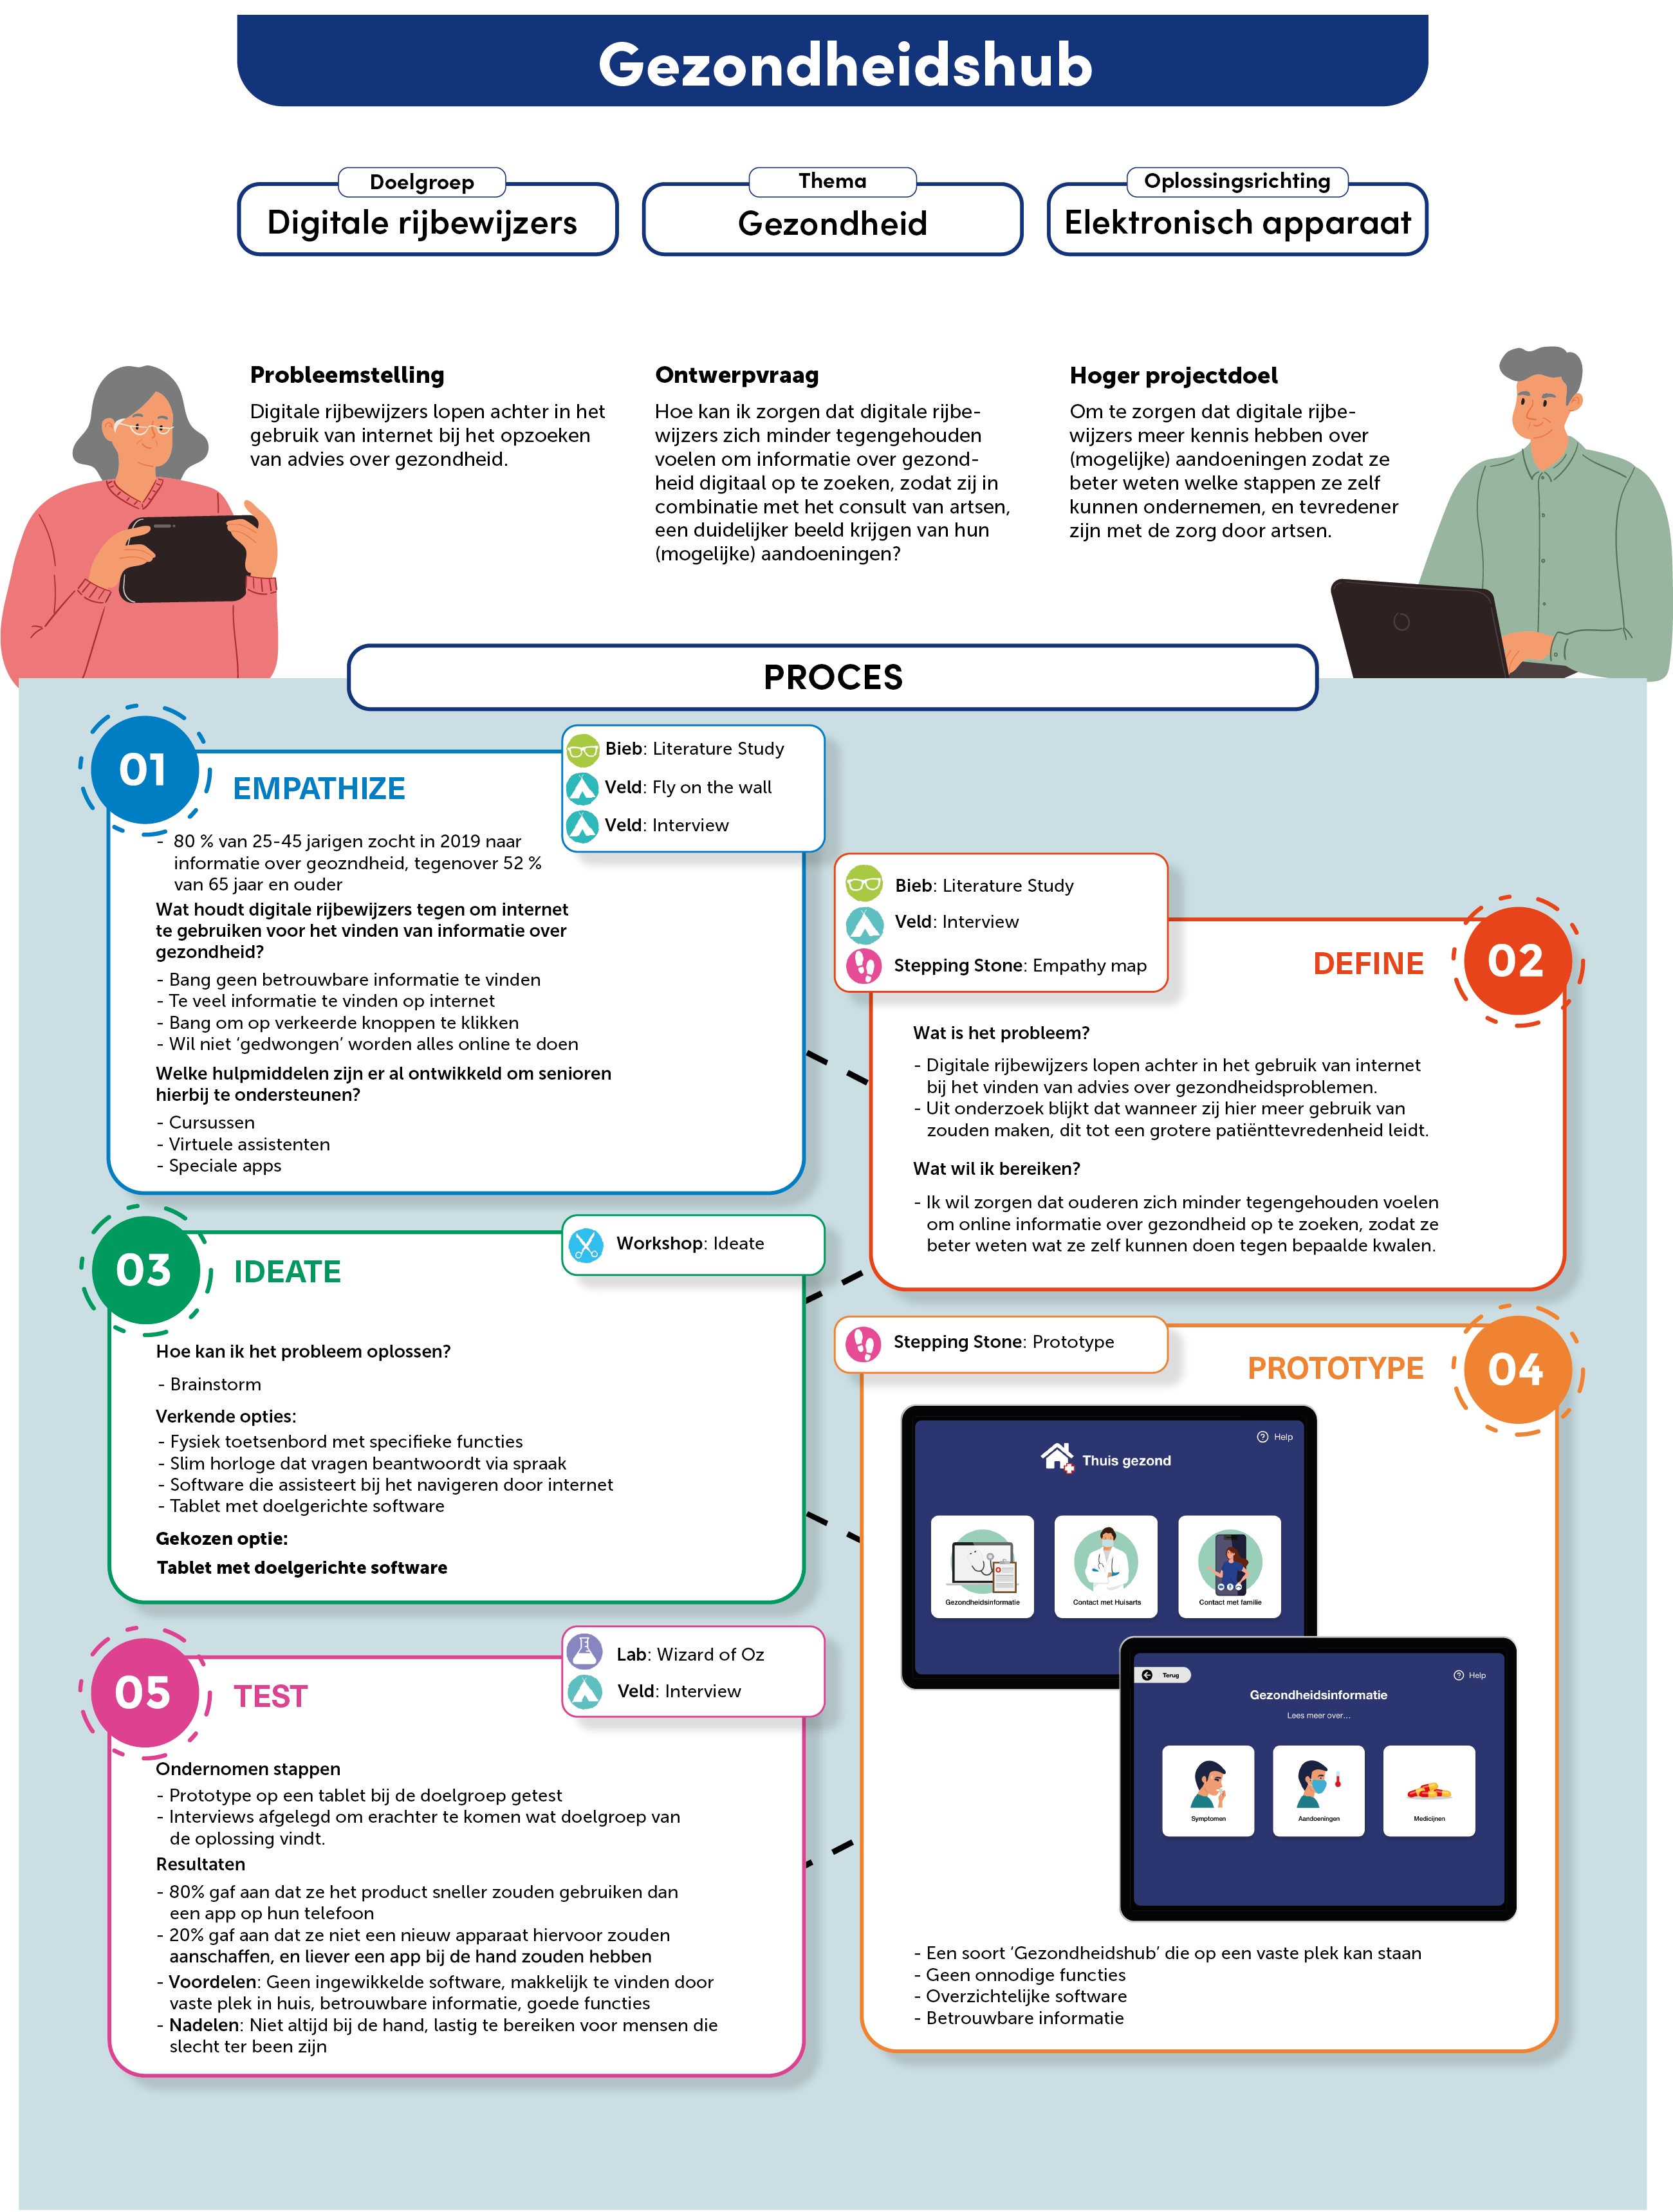 Gezondheidshub
Doelgroep
Digitale rijbewijzers
Thema
Gezondheid
Oplossingsrichting
Elektronisch apparaat
Probleemstelling
Digitale rijbewijzers lopen achter in het
gebruik van internet bij het opzoeken
van advies over gezondheid.
Ontwerpvraag
Hoe kan ik zorgen dat digitale rijbe-
wijzers zich minder tegengehouden
voelen om informatie over gezond-
heid digitaal op te zoeken, zodat zij in
combinatie met het consult van artsen,
een duidelijker beeld krijgen van hun
(mogelijke) aandoeningen?
Hoger projectdoel
Om te zorgen dat digitale rijbe-
wijzers meer kennis hebben over
(mogelijke) aandoeningen zodat ze
beter weten welke stappen ze zelf
kunnen ondernemen, en tevredener
zijn met de zorg door artsen.
PROCES
01
EMPATHIZE
Bieb: Literature Study
Veld: Fly on the wall
Veld: Interview
- 80 % van 25-45 jarigen zocht in 2019 naar
informatie over geozndheid, tegenover 52 %
van 65 jaar en ouder
Wat houdt digitale rijbewijzers tegen om internet
te gebruiken voor het vinden van informatie over
gezondheid?
- Bang geen betrouwbare informatie te vinden
- Te veel informatie te vinden op internet
- Bang om op verkeerde knoppen te klikken
- Wil niet ‘gedwongen’ worden alles online te doen
Welke hulpmiddelen zijn er al ontwikkeld om senioren
hierbij te ondersteunen?
- Cursussen
- Virtuele assistenten
- Speciale apps
Bieb: Literature Study
Veld: Interview
Stepping Stone: Empathy map
DEFINE
02
Wat is het probleem?
- Digitale rijbewijzers lopen achter in het gebruik van internet
bij het vinden van advies over gezondheidsproblemen.
- Uit onderzoek blijkt dat wanneer zij hier meer gebruik van
zouden maken, dit tot een grotere patiënttevredenheid leidt.
Wat wil ik bereiken?
- Ik wil zorgen dat ouderen zich minder tegengehouden voelen
om online informatie over gezondheid op te zoeken, zodat ze
beter weten wat ze zelf kunnen doen tegen bepaalde kwalen.
03
IDEATE
Workshop: Ideate
Hoe kan ik het probleem oplossen?
- Brainstorm
Verkende opties:
- Fysiek toetsenbord met specifieke functies
- Slim horloge dat vragen beantwoordt via spraak
- Software die assisteert bij het navigeren door internet
- Tablet met doelgerichte software
Gekozen optie:
Tablet met doelgerichte software
Stepping Stone: Prototype
PROTOTYPE
04
Help
Thuis gezond
Gezondheidsinformatie
Contact met Huisarts
Contact met familie
Terug
Help
Gezondheidsinformatie
Lees meer over...
Symptomen
Aandoeningen
Medicijnen
- Een soort ‘Gezondheidshub’ die op een vaste plek kan staan
- Geen onnodige functies
- Overzichtelijke software
- Betrouwbare informatie
05
TEST
Lab: Wizard of Oz
Veld: Interview
Ondernomen stappen
- Prototype op een tablet bij de doelgroep getest
- Interviews afgelegd om erachter te komen wat doelgroep van
de oplossing vindt.
Resultaten
- 80% gaf aan dat ze het product sneller zouden gebruiken dan
een app op hun telefoon
- 20% gaf aan dat ze niet een nieuw apparaat hiervoor zouden
aanschaffen, en liever een app bij de hand zouden hebben
- Voordelen: Geen ingewikkelde software, makkelijk te vinden door
vaste plek in huis, betrouwbare informatie, goede functies
- Nadelen: Niet altijd bij de hand, lastig te bereiken voor mensen die
slecht ter been zijn